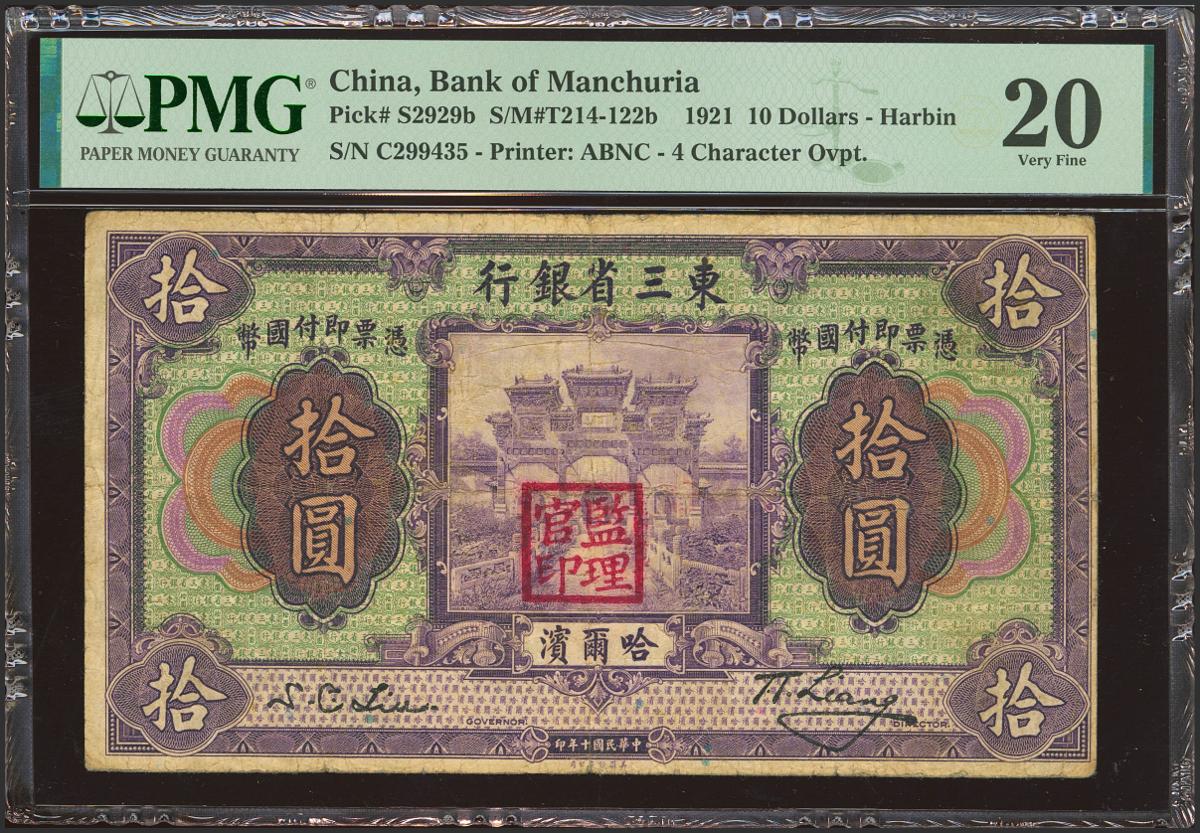 PMG®
PAPER MONEY GUARANTY
China, Bank of Manchuria
Pick# S2929b S/M#T214-122b 1921 10 Dollars - Harbin
S/N C299435 - Printer: ABNC - 4 Character Ovpt.
20
Very Fine
拾
拾
行銀省三東
幣國付即票憑
幣國付即票憑
拾圓
拾圓
監理
官印
濱爾哈
拾
拾
S. C. Liu.
GOVERNOR.
N. Liang
DIRECTOR.
印年十國民華中